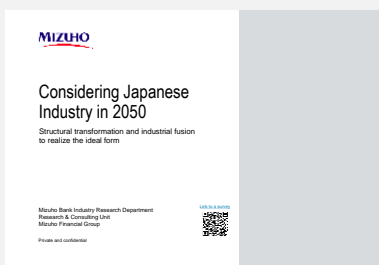 MIZUHO
Considering Japanese
Industry in 2050
Structural transformation and industrial fusion
to realize the ideal form
Link to a survey
Mizuho Bank Industry Research Department
Research & Consulting Unit
Mizuho Financial Group
Private and confidential